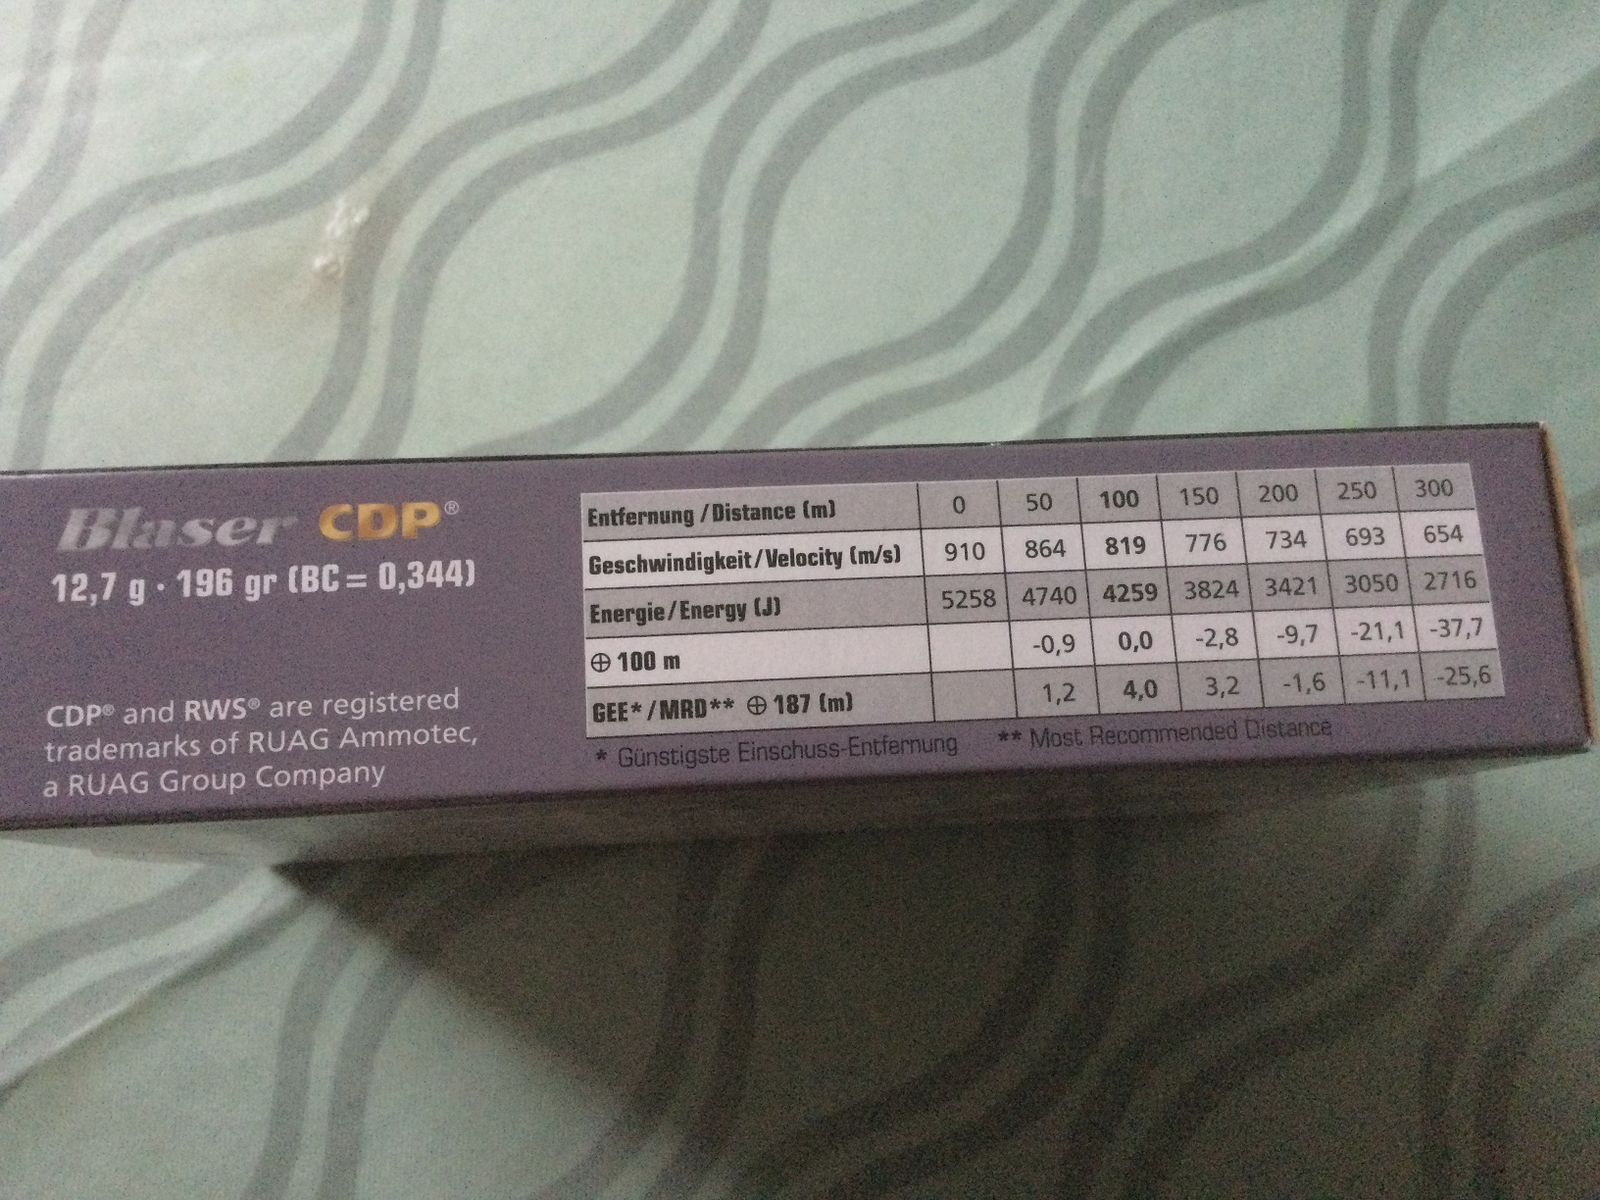 Blaser CDP®
12,7 g · 196 gr (BC = 0,344)
CDP® and RWS® are registered
trademarks of RUAG Ammotec,
a RUAG Group Company
Entfernung / Distance (m) 0 50 100 150 200 250 300
Geschwindigkeit / Velocity (m/s) 910 864 819 776 734 693 654
Energie / Energy (J) 5258 4740 4259 3824 3421 3050 2716
⊕ 100 m -0,9 0,0 -2,8 -9,7 -21,1 -37,7
GEE* / MRD** ⊕ 187 (m) 1,2 4,0 3,2 -1,6 -11,1 -25,6
* Günstigste Einschuss-Entfernung ** Most Recommended Distance